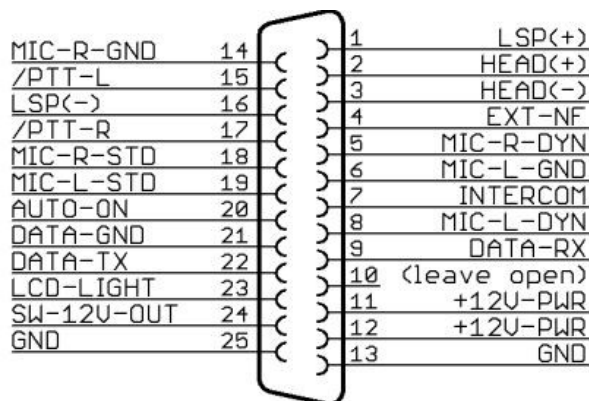 MIC-R-GND 14
/PTT-L 15
LSP(-) 16
/PTT-R 17
MIC-R-STD 18
MIC-L-STD 19
AUTO-ON 20
DATA-GND 21
DATA-TX 22
LCD-LIGHT 23
SW-12V-OUT 24
GND 25
1 LSP(+)
2 HEAD(+)
3 HEAD(-)
4 EXT-NF
5 MIC-R-DYN
6 MIC-L-GND
7 INTERCOM
8 MIC-L-DYN
9 DATA-RX
10 (leave open)
11 +12V-PWR
12 +12V-PWR
13 GND